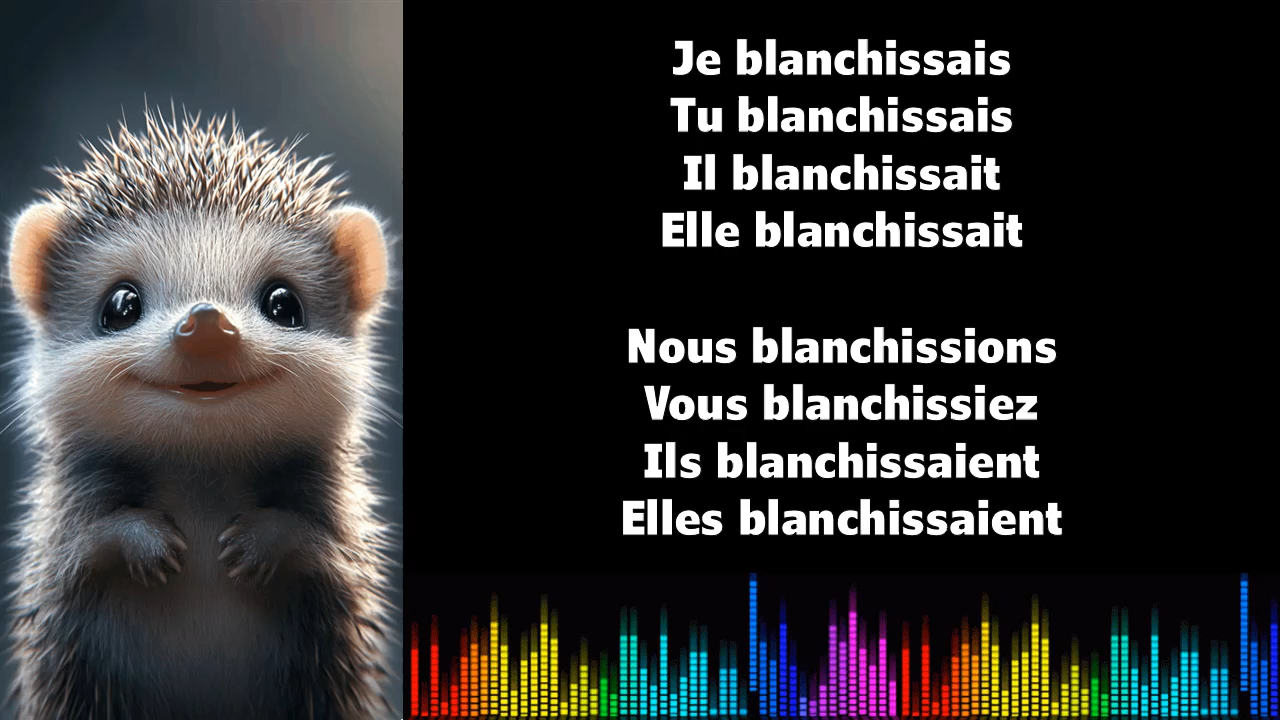 Je blanchissais
Tu blanchissais
Il blanchissait
Elle blanchissait
Nous blanchissions
Vous blanchissiez
Ils blanchissaient
Elles blanchissaient